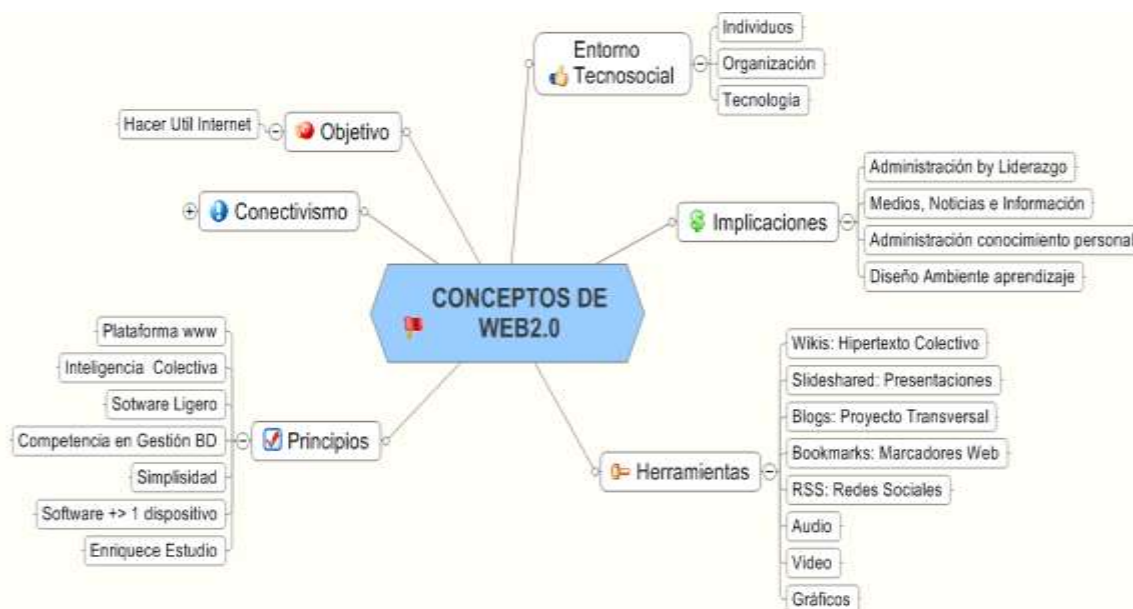 CONCEPTOS DE
WEB2.0
Entorno
Tecnosocial
Individuos
Organización
Tecnología
Implicaciones
Administración by Liderazgo
Medios, Noticias e Información
Administración conocimiento personal
Diseño Ambiente aprendizaje
Herramientas
Wikis: Hipertexto Colectivo
Slideshared: Presentaciones
Blogs: Proyecto Transversal
Bookmarks: Marcadores Web
RSS: Redes Sociales
Audio
Video
Gráficos
Objetivo
Hacer Util Internet
Conectivismo
Principios
Plataforma www
Inteligencia Colectiva
Sotware Ligero
Competencia en Gestión BD
Simplisidad
Software +> 1 dispositivo
Enriquece Estudio